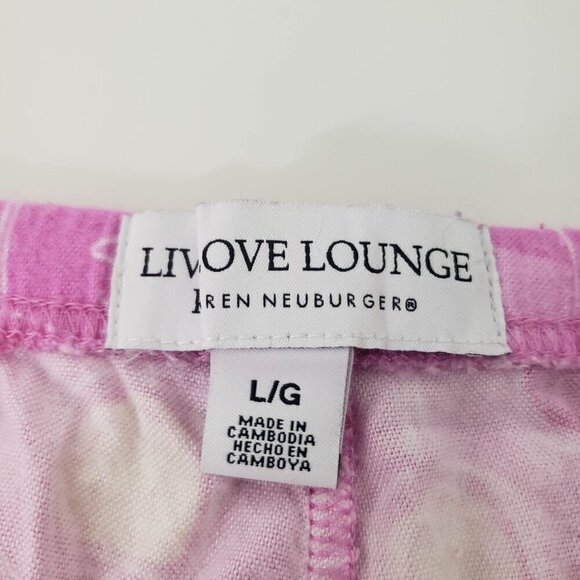 LIVOVE LOUNGE
REN NEUBURGER®
L/G
MADE IN
CAMBODIA
HECHO EN
CAMBOYA